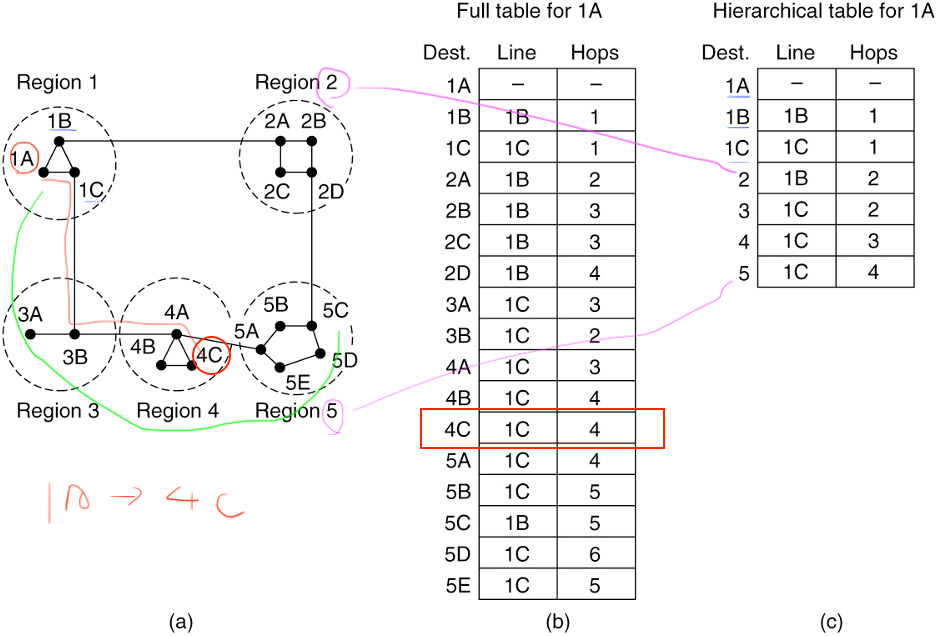 Full table for 1A
Hierarchical table for 1A
Dest. Line Hops
Dest. Line Hops
Region 1
Region 2
1A
1B
1C
2A 2B
2C 2D
3A
3B
4A
4B
4C
5A
5B
5C
5D
5E
Region 3
Region 4
Region 5
1A → 4C
1A – –
1B 1B 1
1C 1C 1
2A 1B 2
2B 1B 3
2C 1B 3
2D 1B 4
3A 1C 3
3B 1C 2
4A 1C 3
4B 1C 4
4C 1C 4
5A 1C 4
5B 1C 5
5C 1B 5
5D 1C 6
5E 1C 5
1A – –
1B 1B 1
1C 1C 1
2 1B 2
3 1C 2
4 1C 3
5 1C 4
(a)
(b)
(c)